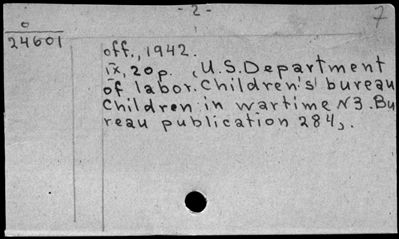 - 2 -
7
o
24601
off., 1942.
IX, 20p. (U.S. Department
of labor. Children's bureau
Children in wartime N3. Bu
reau publication 284).